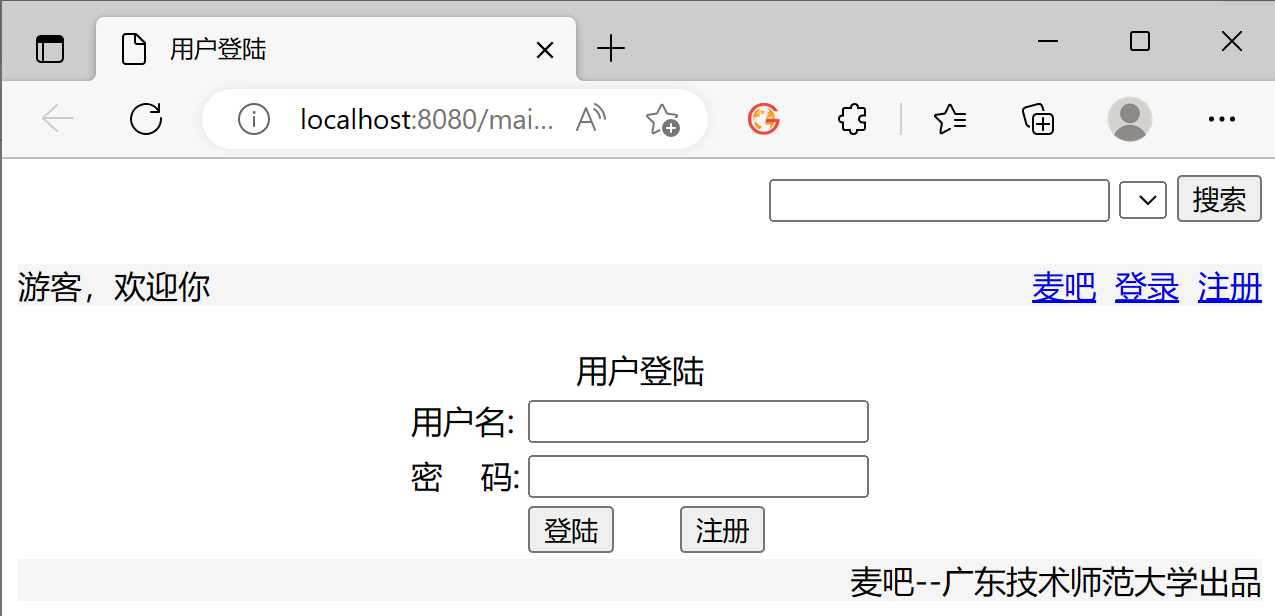 用户登陆
localhost:8080/mai...
搜索
游客，欢迎你 麦吧 登录 注册
用户登陆
用户名:
密 码:
登陆 注册
麦吧--广东技术师范大学出品